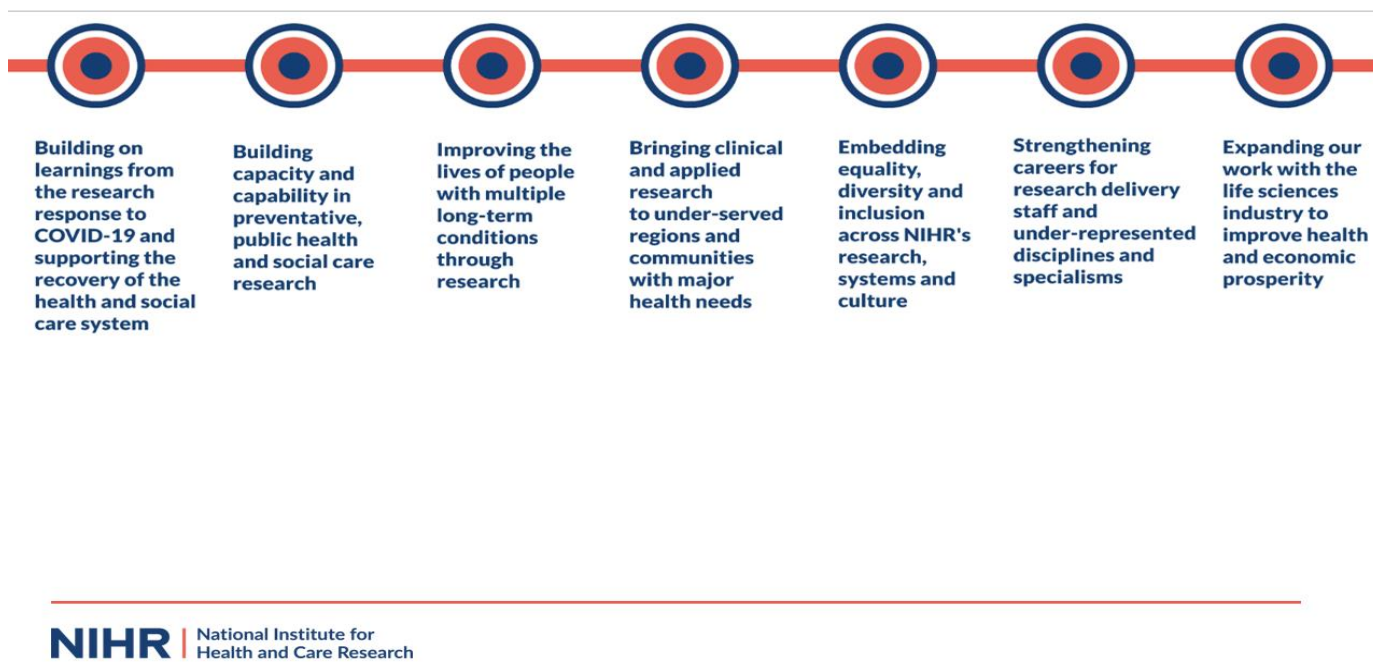 Building on
learnings from
the research
response to
COVID-19 and
supporting the
recovery of the
health and social
care system
Building
capacity and
capability in
preventative,
public health
and social care
research
Improving the
lives of people
with multiple
long-term
conditions
through
research
Bringing clinical
and applied
research
to under-served
regions and
communities
with major
health needs
Embedding
equality,
diversity and
inclusion
across NIHR's
research,
systems and
culture
Strengthening
careers for
research delivery
staff and
under-represented
disciplines and
specialisms
Expanding our
work with the
life sciences
industry to
improve health
and economic
prosperity
NIHR
National Institute for
Health and Care Research